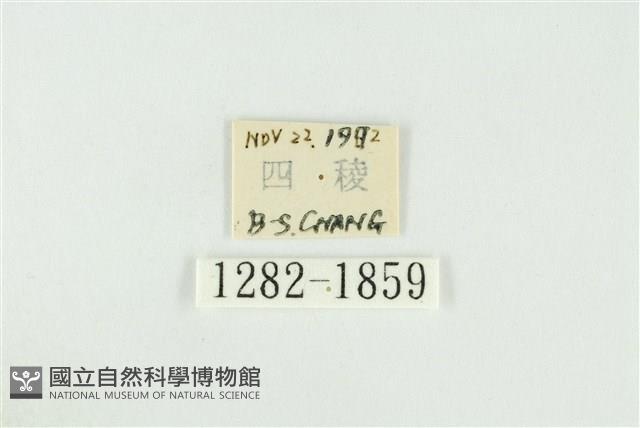 NOV 22. 1982
四 稜
B-S. CHANG
1282-1859
國立自然科學博物館
NATIONAL MUSEUM OF NATURAL SCIENCE